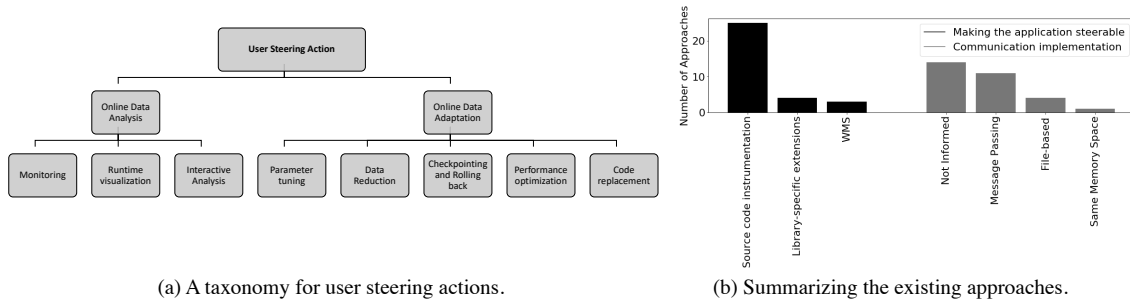 User Steering Action
Online Data
Analysis
Online Data
Adaptation
Monitoring
Runtime
visualization
Interactive
Analysis
Parameter
tuning
Data
Reduction
Checkpointing
and Rolling
back
Performance
optimization
Code
replacement
(a) A taxonomy for user steering actions.
Number of Approaches
20
10
0
Making the application steerable
Communication implementation
Source code instrumentation
Library-specific extensions
WMS
Not Informed
Message Passing
File-based
Same Memory Space
(b) Summarizing the existing approaches.